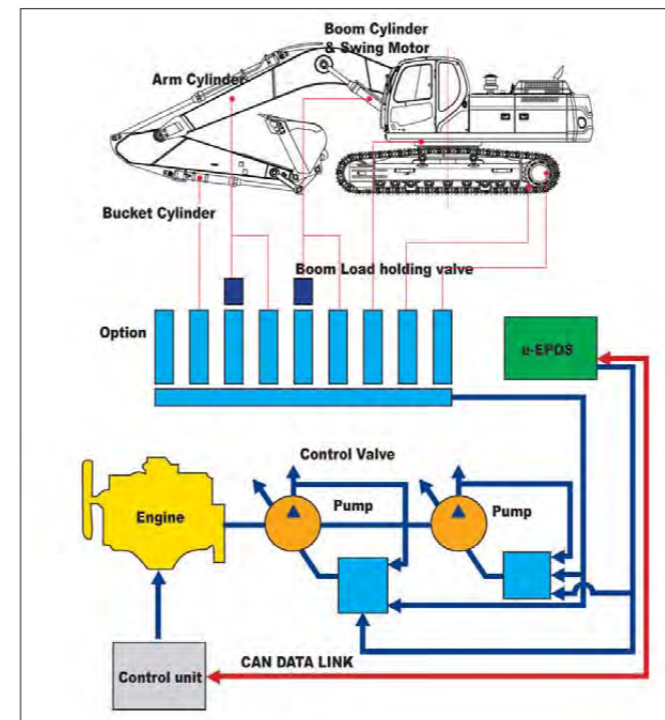 Boom Cylinder
& Swing Motor
Arm Cylinder
Bucket Cylinder
Boom Load holding valve
Option
e-EPOS
Control Valve
Engine
Pump
Pump
CAN DATA LINK
Control unit